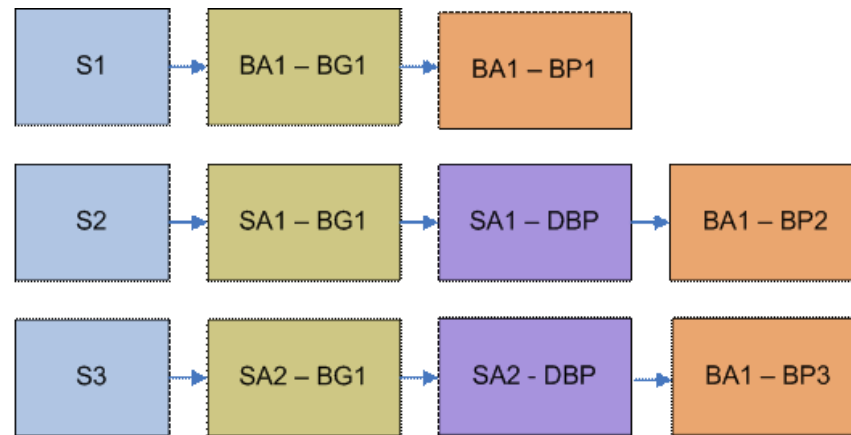 S1
BA1 – BG1
BA1 – BP1
S2
SA1 – BG1
SA1 – DBP
BA1 – BP2
S3
SA2 – BG1
SA2 - DBP
BA1 – BP3